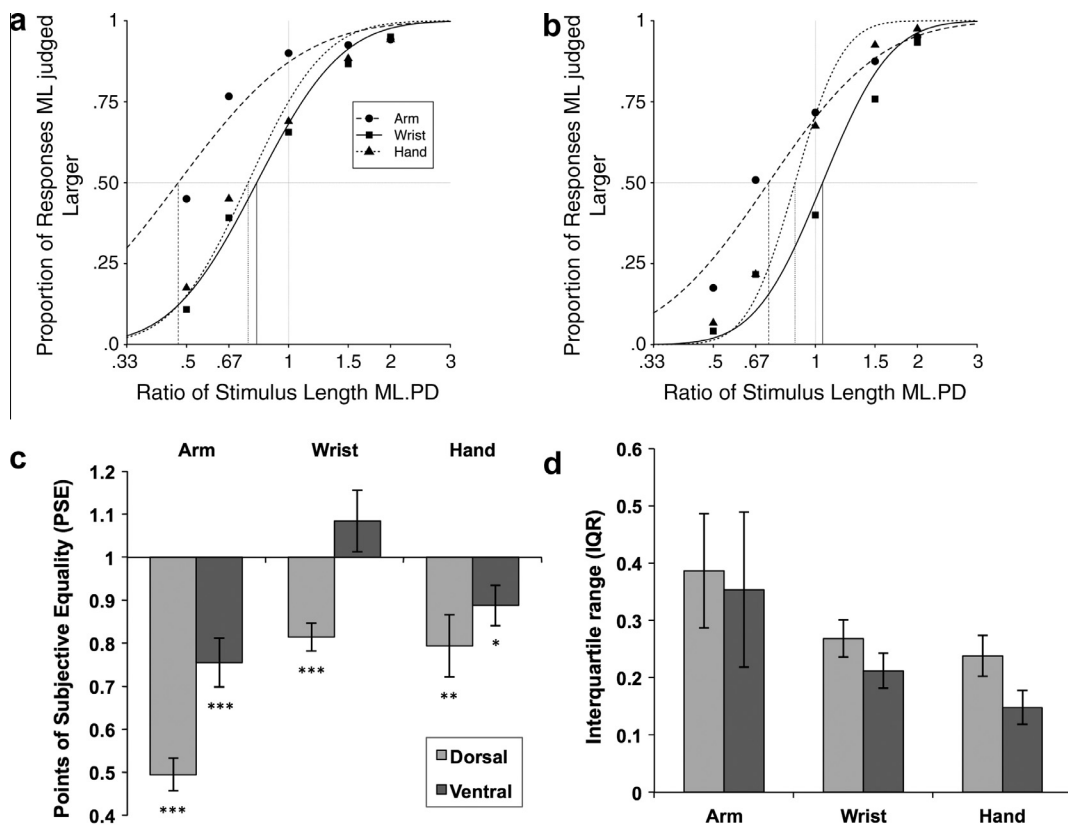 a
Proportion of Responses ML judged
Larger
1
.75
.50
.25
.0
.33
.5
.67
1
1.5
2
3
Ratio of Stimulus Length ML.PD
Arm
Wrist
Hand
b
Proportion of Responses ML judged
Larger
1
.75
.50
.25
.0
.33
.5
.67
1
1.5
2
3
Ratio of Stimulus Length ML.PD
c
Arm
Wrist
Hand
Points of Subjective Equality (PSE)
1.2
1.1
1
0.9
0.8
0.7
0.6
0.5
0.4
***
***
***
**
*
Dorsal
Ventral
d
Interquartile range (IQR)
0.6
0.5
0.4
0.3
0.2
0.1
0
Arm
Wrist
Hand